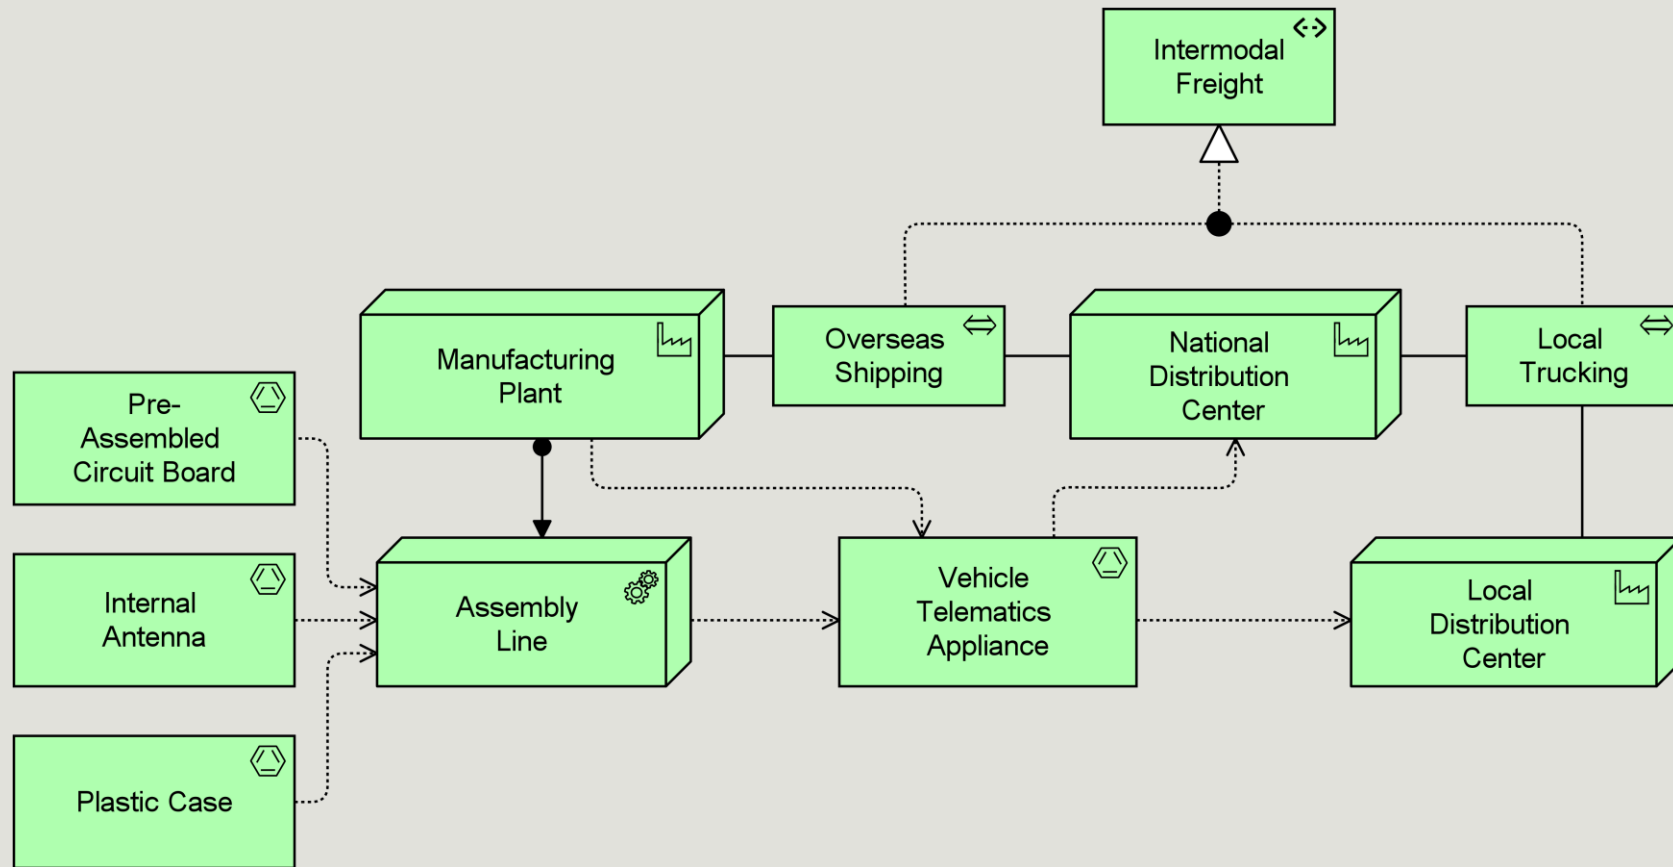 Intermodal
Freight
Manufacturing
Plant
Overseas
Shipping
National
Distribution
Center
Local
Trucking
Pre-
Assembled
Circuit Board
Internal
Antenna
Assembly
Line
Vehicle
Telematics
Appliance
Local
Distribution
Center
Plastic Case